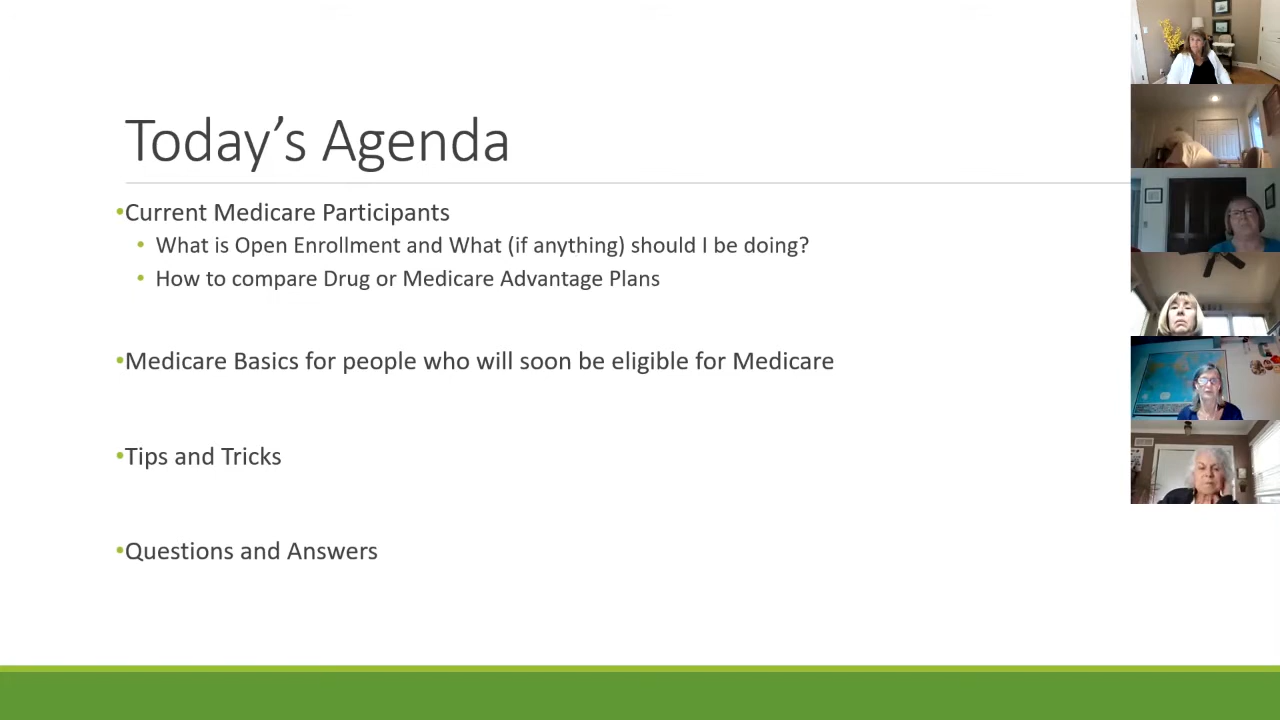 Today’s Agenda
•Current Medicare Participants
• What is Open Enrollment and What (if anything) should I be doing?
• How to compare Drug or Medicare Advantage Plans
•Medicare Basics for people who will soon be eligible for Medicare
•Tips and Tricks
•Questions and Answers